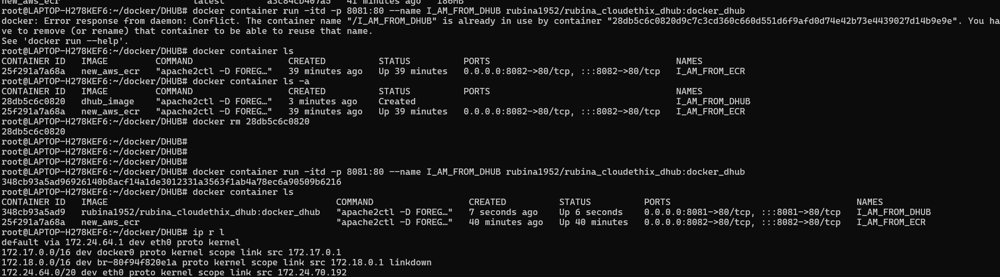 new_aws_ecr                         latest        a3c84cb407a5   41 minutes ago   186MB
root@LAPTOP-H278KEF6:~/docker/DHUB# docker container run -itd -p 8081:80 --name I_AM_FROM_DHUB rubina1952/rubina_cloudethix_dhub:docker_dhub
docker: Error response from daemon: Conflict. The container name "/I_AM_FROM_DHUB" is already in use by container "28db5c6c0820d9c7c3cd360c660d551d6f9afd0d74e42b73e4439027d14b9e9e". You ha
ve to remove (or rename) that container to be able to reuse that name.
See 'docker run --help'.
root@LAPTOP-H278KEF6:~/docker/DHUB# docker container ls
CONTAINER ID   IMAGE         COMMAND                  CREATED          STATUS          PORTS                                   NAMES
25f291a7a68a   new_aws_ecr   "apache2ctl -D FOREG…"   39 minutes ago   Up 39 minutes   0.0.0.0:8082->80/tcp, :::8082->80/tcp   I_AM_FROM_ECR
root@LAPTOP-H278KEF6:~/docker/DHUB# docker container ls -a
CONTAINER ID   IMAGE         COMMAND                  CREATED          STATUS          PORTS                                   NAMES
28db5c6c0820   dhub_image    "apache2ctl -D FOREG…"   3 minutes ago    Created                                                 I_AM_FROM_DHUB
25f291a7a68a   new_aws_ecr   "apache2ctl -D FOREG…"   39 minutes ago   Up 39 minutes   0.0.0.0:8082->80/tcp, :::8082->80/tcp   I_AM_FROM_ECR
root@LAPTOP-H278KEF6:~/docker/DHUB# docker rm 28db5c6c0820
28db5c6c0820
root@LAPTOP-H278KEF6:~/docker/DHUB#
root@LAPTOP-H278KEF6:~/docker/DHUB#
root@LAPTOP-H278KEF6:~/docker/DHUB#
root@LAPTOP-H278KEF6:~/docker/DHUB# docker container run -itd -p 8081:80 --name I_AM_FROM_DHUB rubina1952/rubina_cloudethix_dhub:docker_dhub
348cb93a5ad96926140b8acf14a1de3012331a3563f1ab4a78ec6a90509b6216
root@LAPTOP-H278KEF6:~/docker/DHUB# docker container ls
CONTAINER ID   IMAGE                                           COMMAND                  CREATED          STATUS          PORTS                                   NAMES
348cb93a5ad9   rubina1952/rubina_cloudethix_dhub:docker_dhub   "apache2ctl -D FOREG…"   7 seconds ago    Up 6 seconds    0.0.0.0:8081->80/tcp, :::8081->80/tcp   I_AM_FROM_DHUB
25f291a7a68a   new_aws_ecr                                     "apache2ctl -D FOREG…"   40 minutes ago   Up 40 minutes   0.0.0.0:8082->80/tcp, :::8082->80/tcp   I_AM_FROM_ECR
root@LAPTOP-H278KEF6:~/docker/DHUB# ip r l
default via 172.24.64.1 dev eth0 proto kernel
172.17.0.0/16 dev docker0 proto kernel scope link src 172.17.0.1
172.18.0.0/16 dev br-80f94f820e1a proto kernel scope link src 172.18.0.1 linkdown
172.24.64.0/20 dev eth0 proto kernel scope link src 172.24.70.192